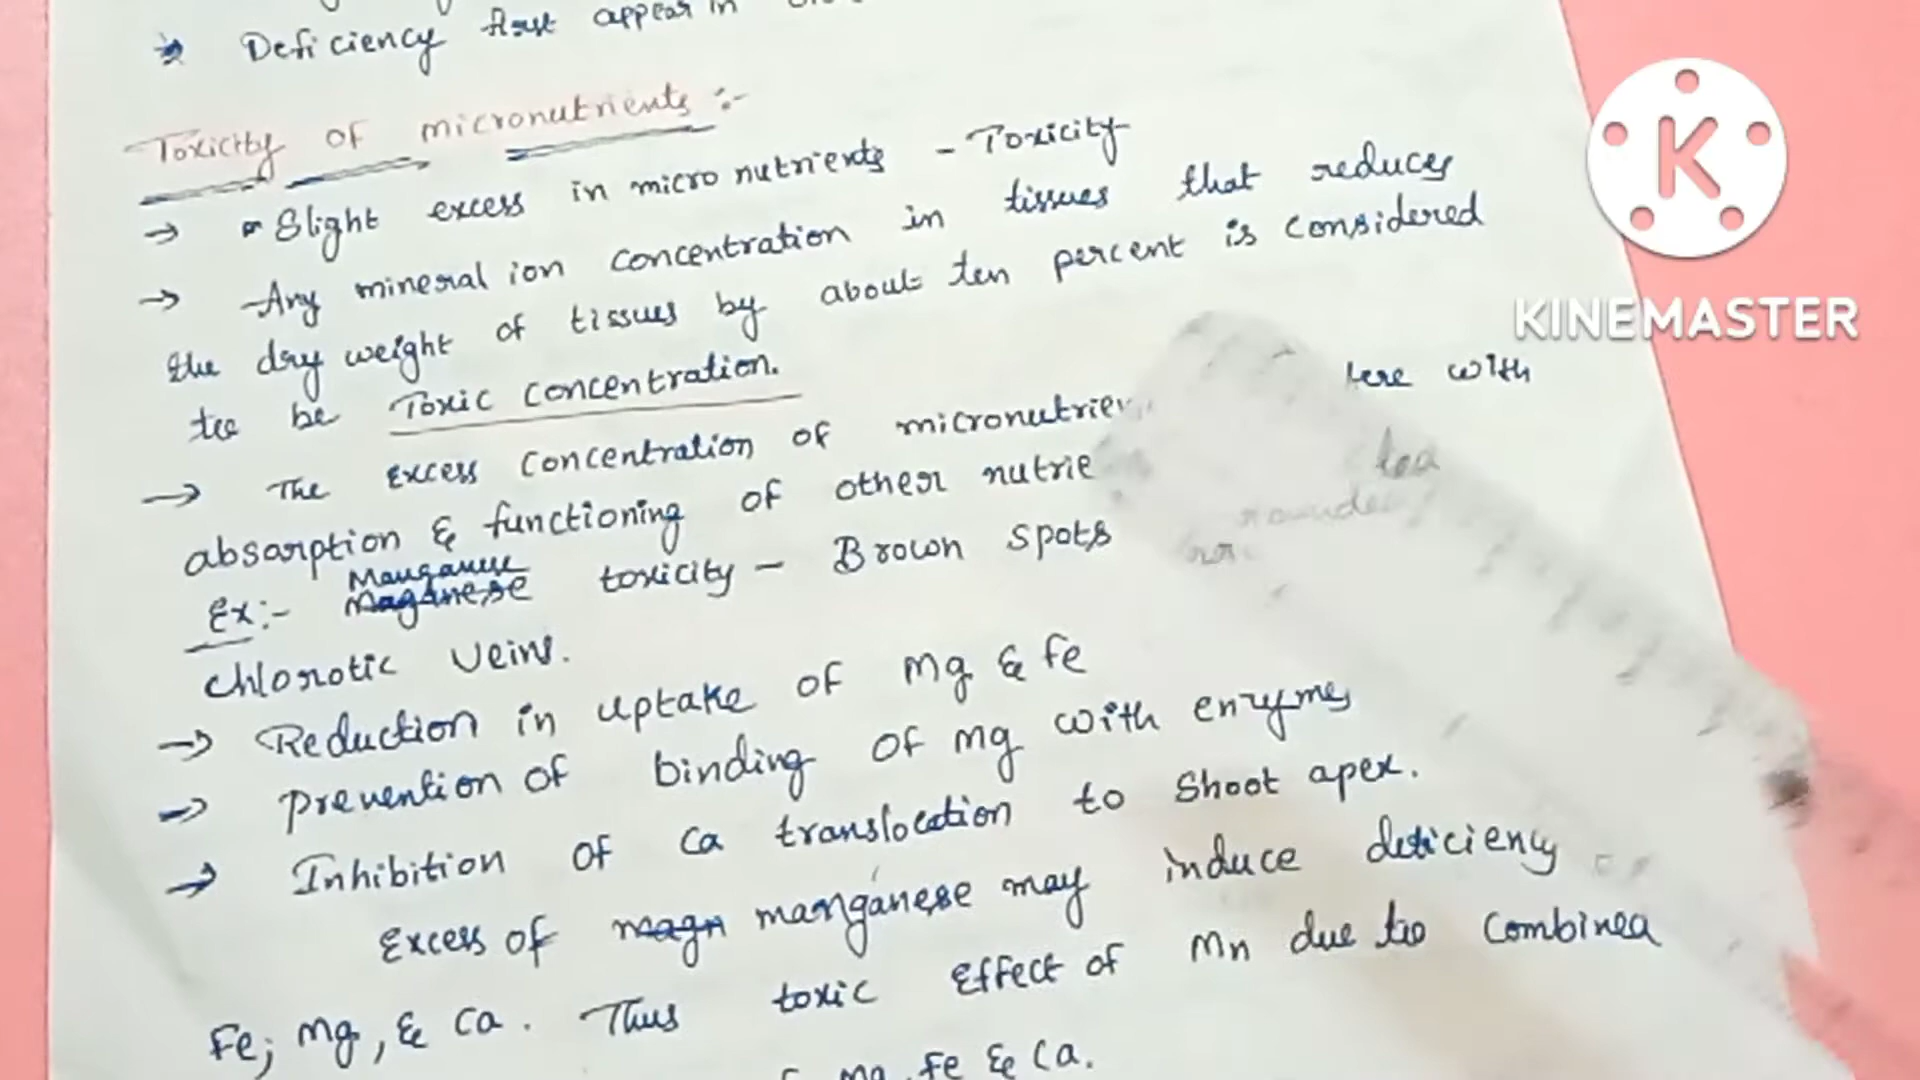 Deficiency first appear in
Toxicity of micronutrients :-
→ Slight excess in micro nutrients - Toxicity
→ Any mineral ion concentration in tissues that reduces
the dry weight of tissues by about ten percent is considered
to be Toxic concentration.
→ The excess concentration of micronutrien with
absorption & functioning of other nutrie
Ex:- Manganese toxicity - Brown spots
chlorotic veins.
→ Reduction in uptake of Mg & Fe
→ Prevention of binding of Mg with enzymes
→ Inhibition of Ca translocation to shoot apex.
Excess of manganese may induce deficiency
Fe, Mg, & Ca. Thus toxic effect of Mn due to combined
Mg, Fe & Ca.
KINEMASTER